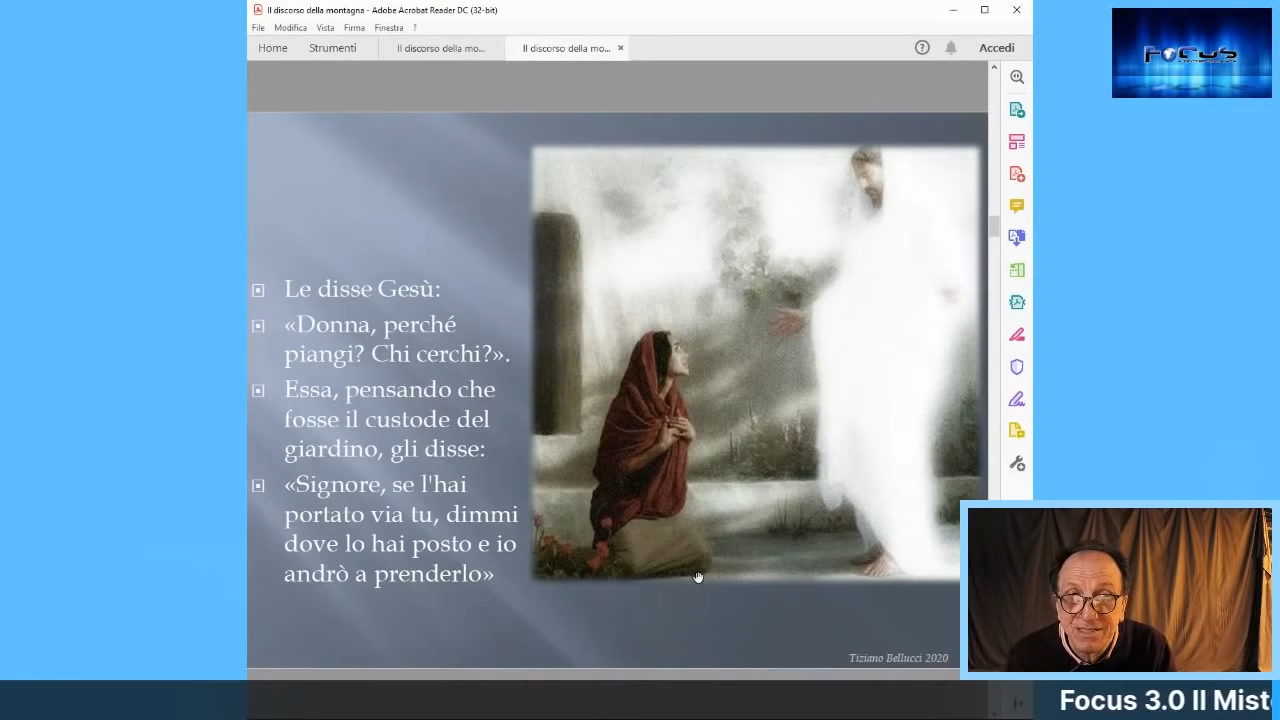 Il discorso della montagna - Adobe Acrobat Reader DC (32-bit)
File Modifica Vista Firma Finestra ?
Home Strumenti Il discorso della mo... Il discorso della mo... × Accedi
FOCUS
Le disse Gesù:
«Donna, perché
piangi? Chi cerchi?».
Essa, pensando che
fosse il custode del
giardino, gli disse:
«Signore, se l'hai
portato via tu, dimmi
dove lo hai posto e io
andrò a prenderlo»
Tiziano Bellucci 2020
Focus 3.0 Il Miste